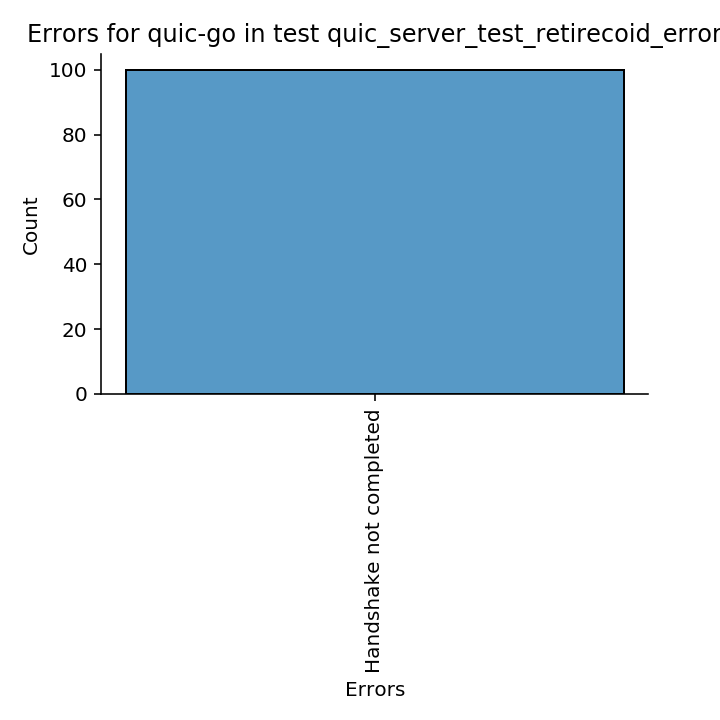 Errors for quic-go in test quic_server_test_retirecoid_error
100
80
60
40
20
0
Count
Handshake not completed
Errors